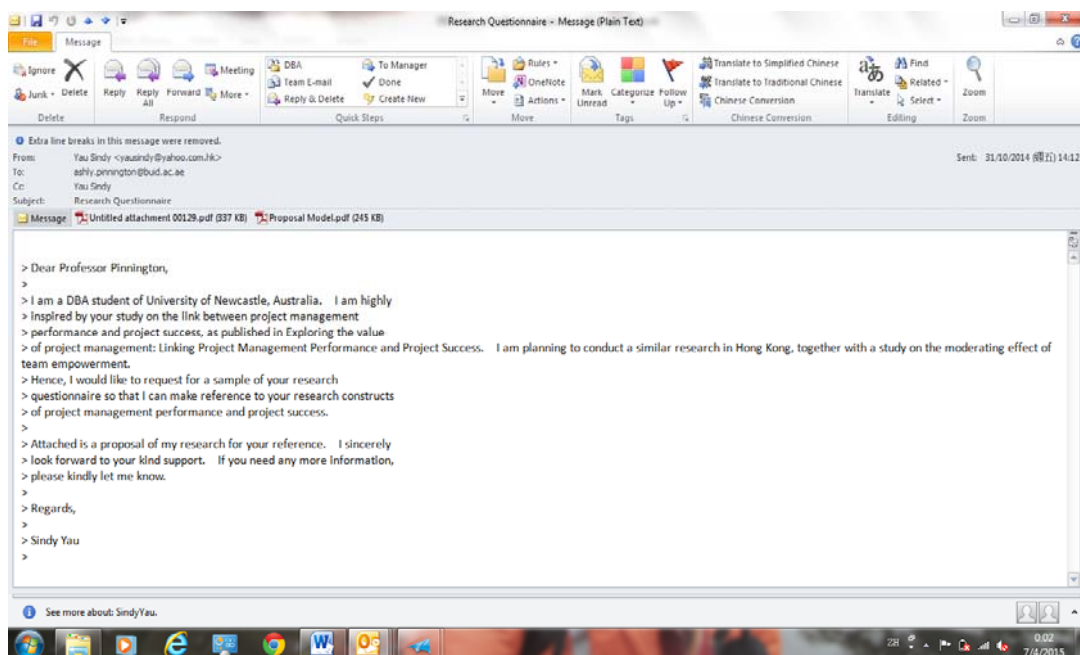 Research Questionnaire - Message (Plain Text)
File Message
Ignore
Junk
Delete
Reply
Reply All
Forward
Meeting
More
DBA
Team E-mail
Reply & Delete
To Manager
Done
Create New
Move
Rules
OneNote
Actions
Mark Unread
Categorize
Follow Up
Translate to Simplified Chinese
Translate to Traditional Chinese
Chinese Conversion
Translate
Find
Related
Select
Zoom
Delete Respond Quick Steps Move Tags Chinese Conversion Editing Zoom
Extra line breaks in this message were removed.
From: Yau Sindy <yausindy@yahoo.com.hk> Sent: 31/10/2014 (週五) 14:12
To: ashly.pinnington@buid.ac.ae
Cc: Yau Sindy
Subject: Research Questionnaire
Message Untitled attachment 00129.pdf (337 KB) Proposal Model.pdf (245 KB)
> Dear Professor Pinnington,
>
> I am a DBA student of University of Newcastle, Australia. I am highly
> inspired by your study on the link between project management
> performance and project success, as published in Exploring the value
> of project management: Linking Project Management Performance and Project Success. I am planning to conduct a similar research in Hong Kong, together with a study on the moderating effect of
team empowerment.
> Hence, I would like to request for a sample of your research
> questionnaire so that I can make reference to your research constructs
> of project management performance and project success.
>
> Attached is a proposal of my research for your reference. I sincerely
> look forward to your kind support. If you need any more information,
> please kindly let me know.
>
> Regards,
>
> Sindy Yau
>
See more about: SindyYau.
ZH 0:02
7/4/2015